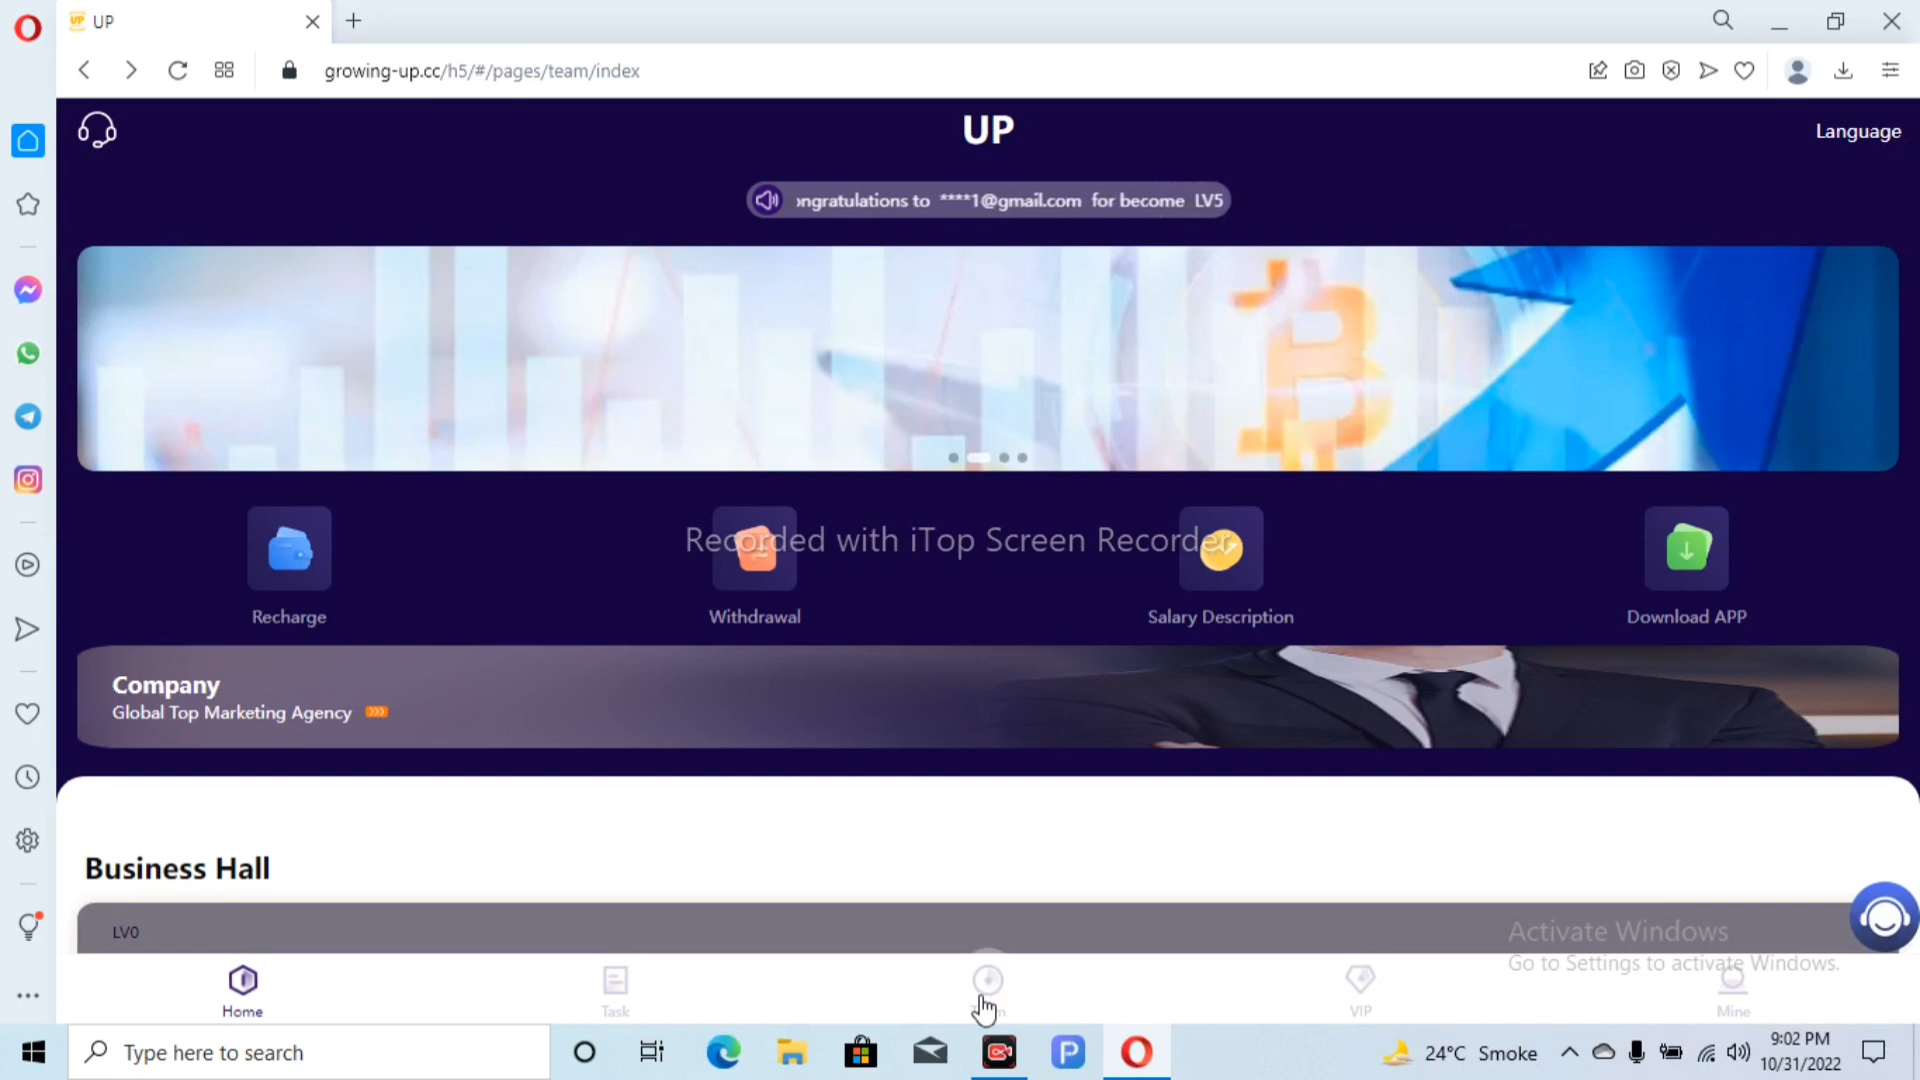 UP
growing-up.cc/h5/#/pages/team/index
UP
Language
ongratulations to ****1@gmail.com for become LV5
Recorded with iTop Screen Recorder
Recharge
Withdrawal
Salary Description
Download APP
Company
Global Top Marketing Agency
Business Hall
LV0
Activate Windows
Go to Settings to activate Windows.
Home
Task
VIP
Mine
Type here to search
24°C Smoke
9:02 PM
10/31/2022